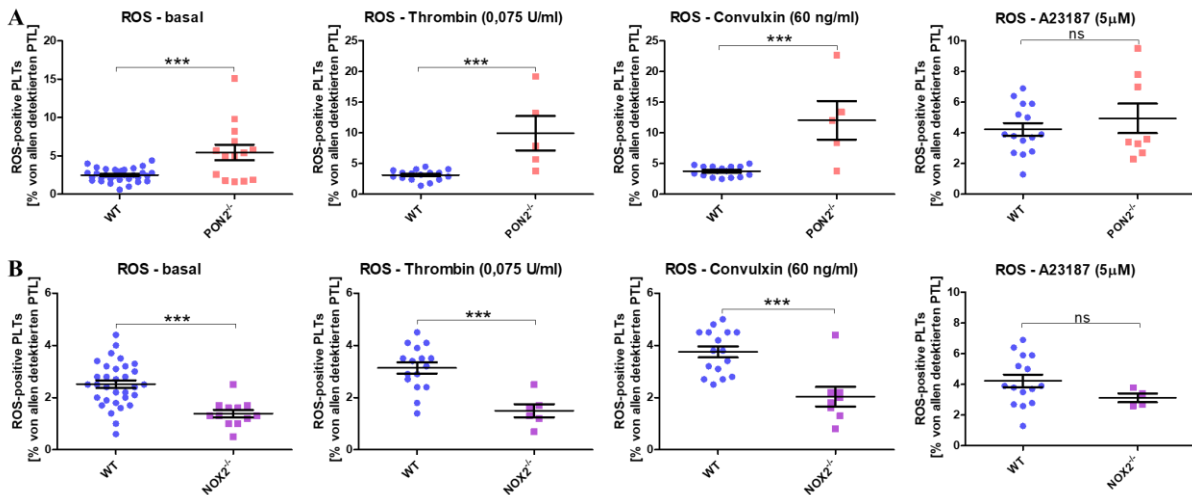 A
ROS - basal
ROS-positive PLTs
[% von allen detektierten PTL]
20
15
10
5
0
***
WT
PON2-/-
ROS - Thrombin (0,075 U/ml)
ROS-positive PLTs
[% von allen detektierten PTL]
25
20
15
10
5
0
***
WT
PON2-/-
ROS - Convulxin (60 ng/ml)
ROS-positive PLTs
[% von allen detektierten PTL]
25
20
15
10
5
0
***
WT
PON2-/-
ROS - A23187 (5µM)
ROS-positive PLTs
[% von allen detektierten PTL]
10
8
6
4
2
0
ns
WT
PON2-/-
B
ROS - basal
ROS-positive PLTs
[% von allen detektierten PTL]
6
4
2
0
***
WT
NOX2-/-
ROS - Thrombin (0,075 U/ml)
ROS-positive PLTs
[% von allen detektierten PTL]
6
4
2
0
***
WT
NOX2-/-
ROS - Convulxin (60 ng/ml)
ROS-positive PLTs
[% von allen detektierten PTL]
6
4
2
0
***
WT
NOX2-/-
ROS - A23187 (5µM)
ROS-positive PLTs
[% von allen detektierten PTL]
10
8
6
4
2
0
ns
WT
NOX2-/-